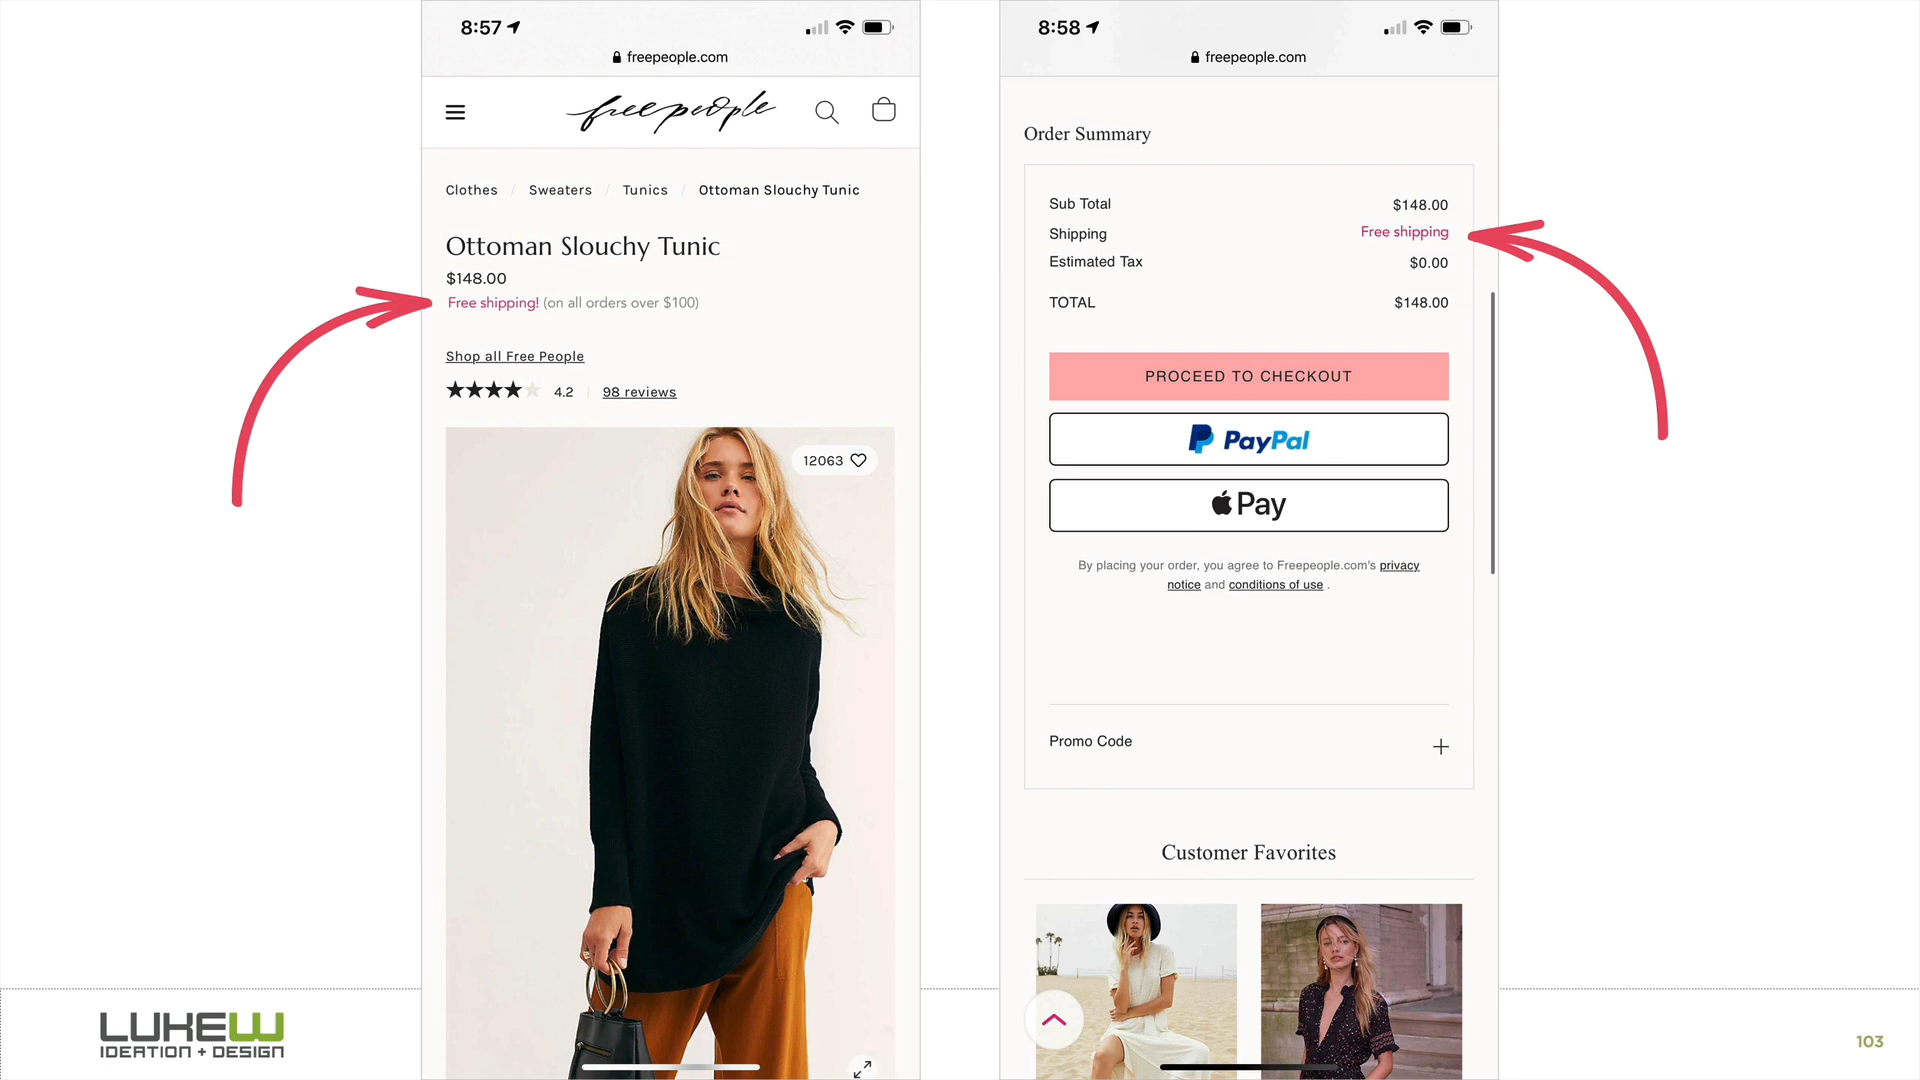 8:57
freepeople.com
free people
Clothes / Sweaters / Tunics / Ottoman Slouchy Tunic
Ottoman Slouchy Tunic
$148.00
Free shipping! (on all orders over $100)
Shop all Free People
4.2 | 98 reviews
12063
8:58
freepeople.com
Order Summary
Sub Total $148.00
Shipping Free shipping
Estimated Tax $0.00
TOTAL $148.00
PROCEED TO CHECKOUT
PayPal
Pay
By placing your order, you agree to Freepeople.com's privacy
notice and conditions of use .
Promo Code +
Customer Favorites
LUKEW
IDEATION + DESIGN
103